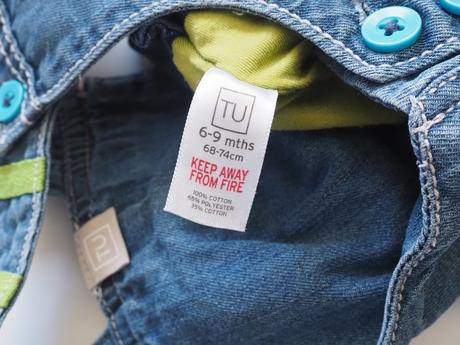 TU
6-9 mths
68-74cm
KEEP AWAY
FROM FIRE
100% COTTON
65% POLYESTER
35% COTTON